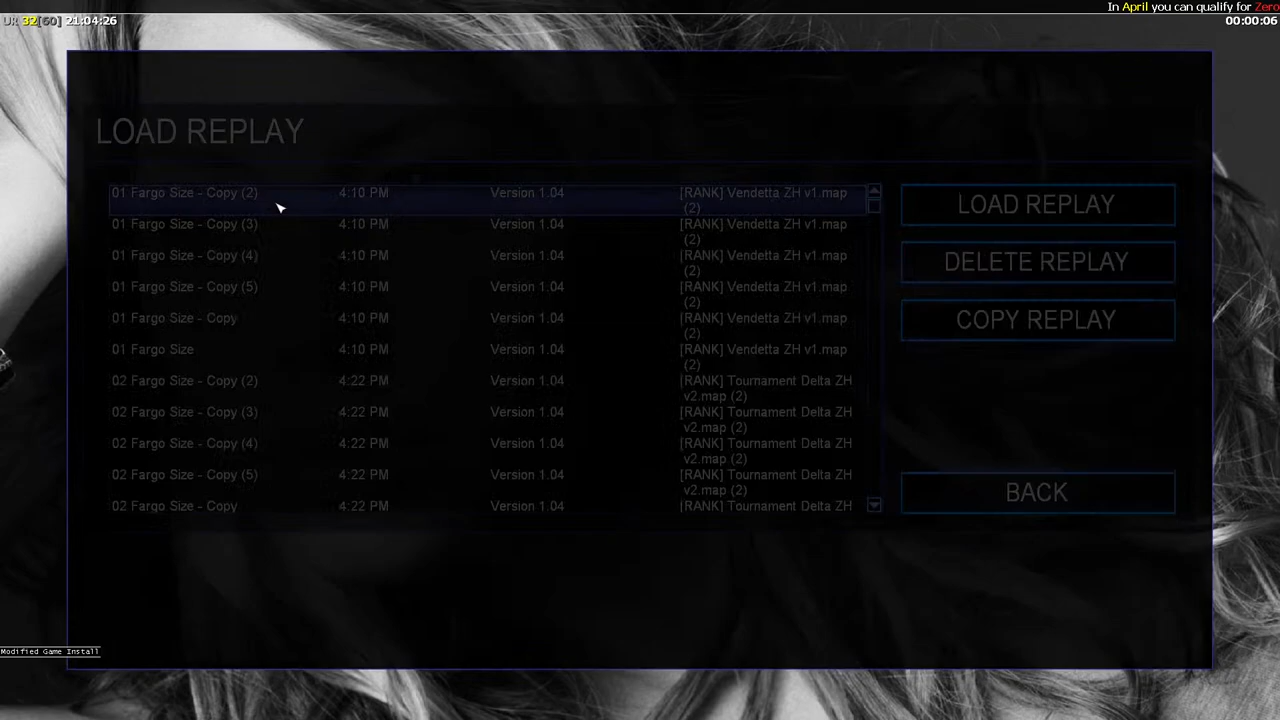 In April you can qualify for Zero
UR 32[60] 21:04:26
00:00:06
LOAD REPLAY
01 Fargo Size - Copy (2) 4:10 PM Version 1.04 [RANK] Vendetta ZH v1.map
(2)
01 Fargo Size - Copy (3) 4:10 PM Version 1.04 [RANK] Vendetta ZH v1.map
(2)
01 Fargo Size - Copy (4) 4:10 PM Version 1.04 [RANK] Vendetta ZH v1.map
(2)
01 Fargo Size - Copy (5) 4:10 PM Version 1.04 [RANK] Vendetta ZH v1.map
(2)
01 Fargo Size - Copy 4:10 PM Version 1.04 [RANK] Vendetta ZH v1.map
(2)
01 Fargo Size 4:10 PM Version 1.04 [RANK] Vendetta ZH v1.map
(2)
02 Fargo Size - Copy (2) 4:22 PM Version 1.04 [RANK] Tournament Delta ZH
v2.map (2)
02 Fargo Size - Copy (3) 4:22 PM Version 1.04 [RANK] Tournament Delta ZH
v2.map (2)
02 Fargo Size - Copy (4) 4:22 PM Version 1.04 [RANK] Tournament Delta ZH
v2.map (2)
02 Fargo Size - Copy (5) 4:22 PM Version 1.04 [RANK] Tournament Delta ZH
v2.map (2)
02 Fargo Size - Copy 4:22 PM Version 1.04 [RANK] Tournament Delta ZH
LOAD REPLAY
DELETE REPLAY
COPY REPLAY
BACK
Modified Game Install